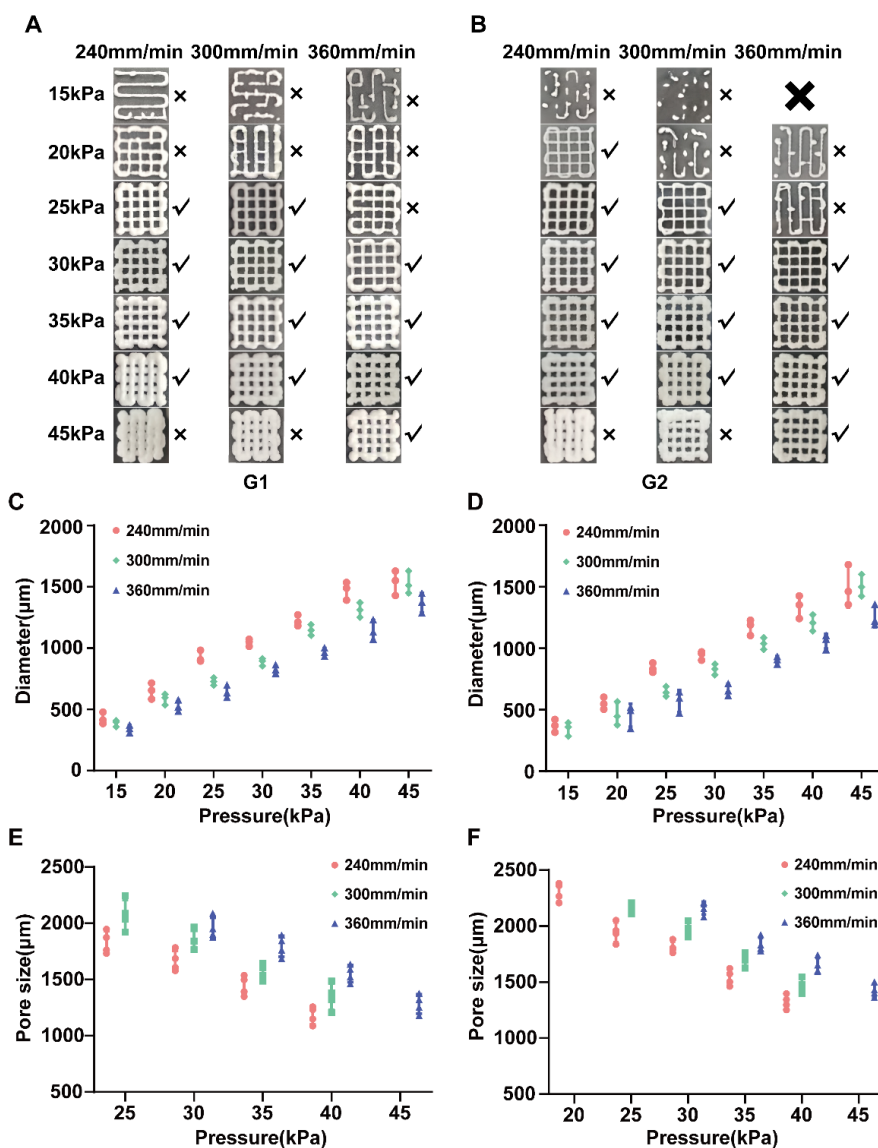 A
240mm/min 300mm/min 360mm/min
15kPa
20kPa
25kPa
30kPa
35kPa
40kPa
45kPa
G1
B
240mm/min 300mm/min 360mm/min
G2
C
2000
1500
1000
500
0
Diameter(μm)
240mm/min
300mm/min
360mm/min
15 20 25 30 35 40 45
Pressure(kPa)
D
2000
1500
1000
500
0
Diameter(μm)
240mm/min
300mm/min
360mm/min
15 20 25 30 35 40 45
Pressure(kPa)
E
2500
2000
1500
1000
500
Pore size(μm)
240mm/min
300mm/min
360mm/min
25 30 35 40 45
Pressure(kPa)
F
2500
2000
1500
1000
500
Pore size(μm)
240mm/min
300mm/min
360mm/min
20 25 30 35 40 45
Pressure(kPa)